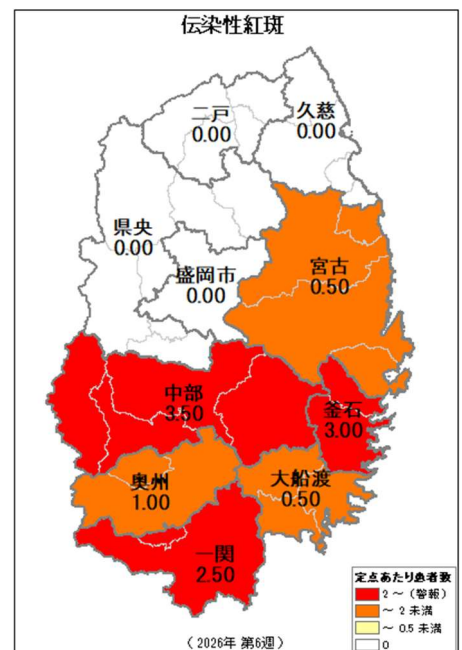 伝染性紅斑
二戸
0.00
久慈
0.00
県央
0.00
盛岡市
0.00
宮古
0.50
中部
3.50
釜石
3.00
奥州
1.00
大船渡
0.50
一関
2.50
定点あたり患者数
2 ~ (警報)
~ 2 未満
~ 0.5 未満
0
( 2026年 第6週 )